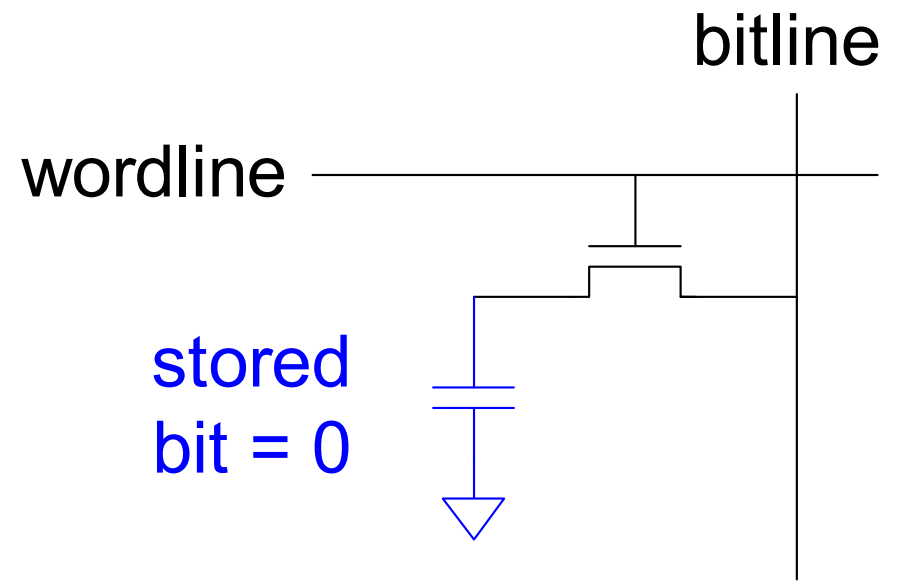 bitline
wordline
stored
bit = 0